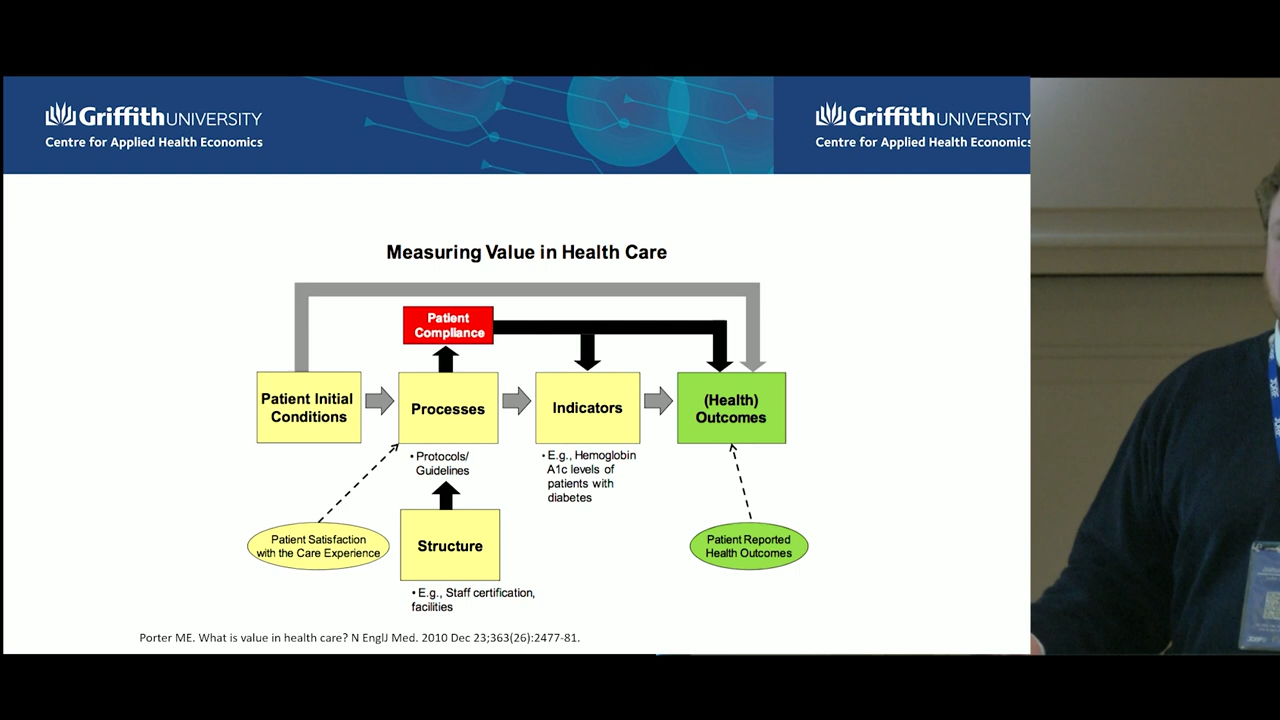 Griffith UNIVERSITY
Centre for Applied Health Economics
Griffith UNIVERSITY
Centre for Applied Health Economics
Measuring Value in Health Care
Patient
Compliance
Patient Initial
Conditions
Processes
Indicators
(Health)
Outcomes
• Protocols/
Guidelines
• E.g., Hemoglobin
A1c levels of
patients with
diabetes
Patient Satisfaction
with the Care Experience
Structure
Patient Reported
Health Outcomes
• E.g., Staff certification,
facilities
Porter ME. What is value in health care? N EnglJ Med. 2010 Dec 23;363(26):2477-81.